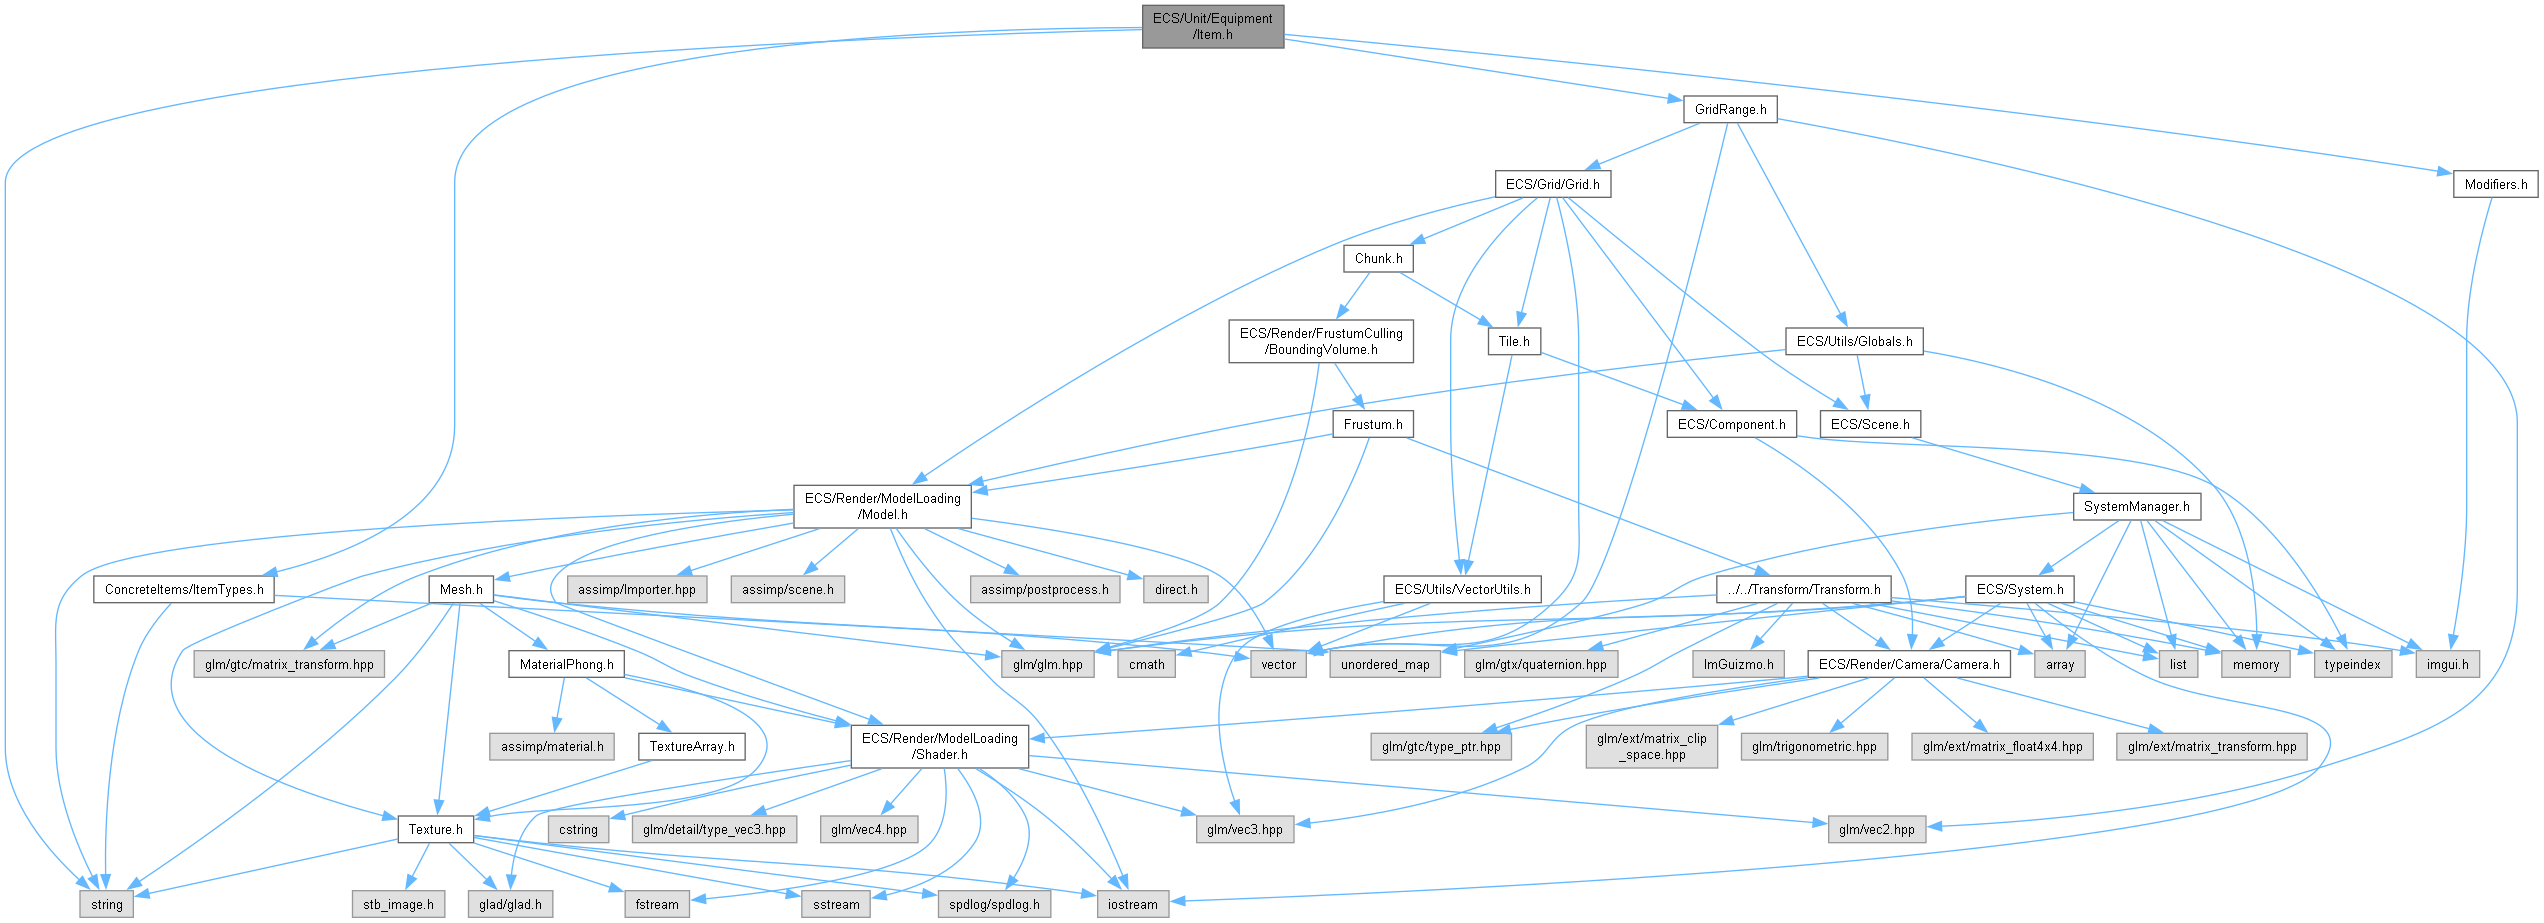 ECS/Unit/Equipment
/Item.h
GridRange.h
ECS/Grid/Grid.h
Modifiers.h
Chunk.h
ECS/Render/FrustumCulling
/BoundingVolume.h
Tile.h
ECS/Utils/Globals.h
Frustum.h
ECS/Component.h
ECS/Scene.h
ECS/Render/ModelLoading
/Model.h
SystemManager.h
ConcreteItems/ItemTypes.h
Mesh.h
assimp/Importer.hpp
assimp/scene.h
assimp/postprocess.h
direct.h
ECS/Utils/VectorUtils.h
../../Transform/Transform.h
ECS/System.h
glm/gtc/matrix_transform.hpp
MaterialPhong.h
glm/glm.hpp
cmath
vector
unordered_map
glm/gtx/quaternion.hpp
ImGuizmo.h
ECS/Render/Camera/Camera.h
array
list
memory
typeindex
imgui.h
assimp/material.h
TextureArray.h
ECS/Render/ModelLoading
/Shader.h
glm/gtc/type_ptr.hpp
glm/ext/matrix_clip
_space.hpp
glm/trigonometric.hpp
glm/ext/matrix_float4x4.hpp
glm/ext/matrix_transform.hpp
Texture.h
cstring
glm/detail/type_vec3.hpp
glm/vec4.hpp
glm/vec3.hpp
glm/vec2.hpp
string
stb_image.h
glad/glad.h
fstream
sstream
spdlog/spdlog.h
iostream